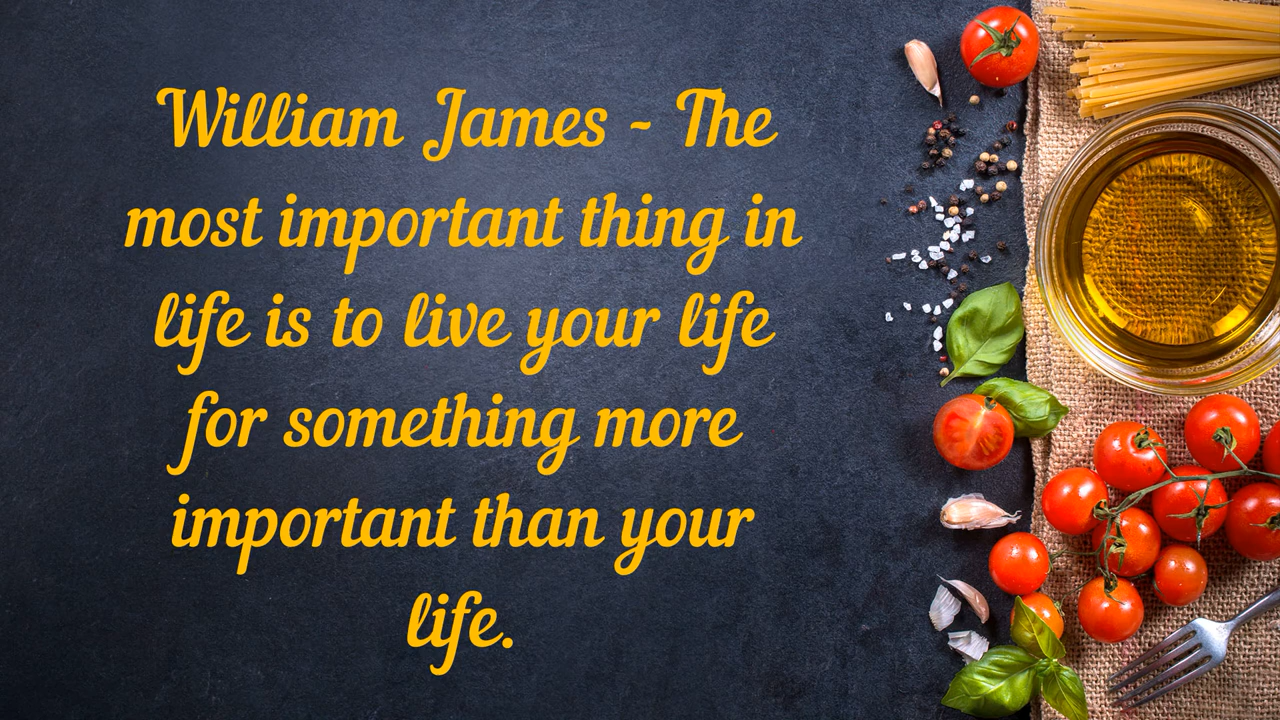 William James - The
most important thing in
life is to live your life
for something more
important than your
life.